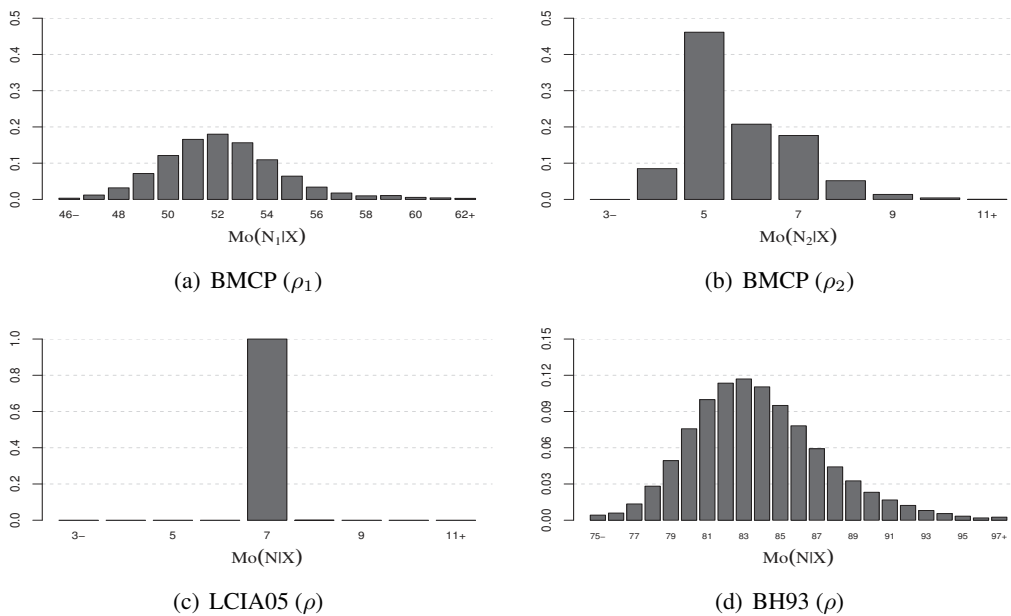 0.0 0.1 0.2 0.3 0.4 0.5
46− 48 50 52 54 56 58 60 62+
Mo(N₁|X)
(a) BMCP (ρ₁)
0.0 0.1 0.2 0.3 0.4 0.5
3− 5 7 9 11+
Mo(N₂|X)
(b) BMCP (ρ₂)
0.0 0.2 0.4 0.6 0.8 1.0
3− 5 7 9 11+
Mo(N|X)
(c) LCIA05 (ρ)
0.00 0.03 0.06 0.09 0.12 0.15
75− 77 79 81 83 85 87 89 91 93 95 97+
Mo(N|X)
(d) BH93 (ρ)